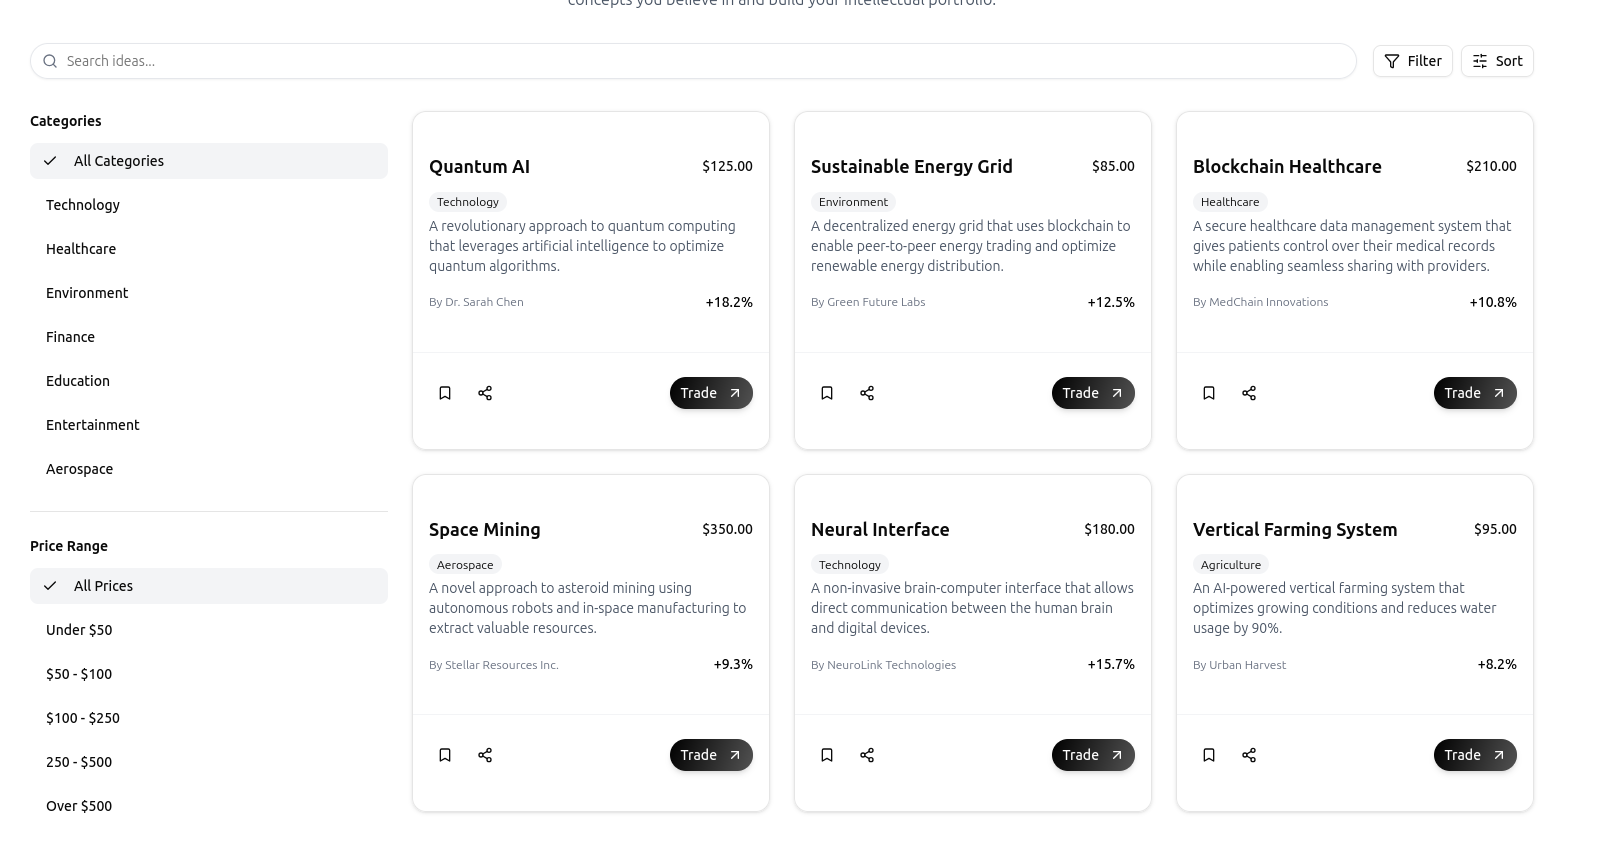 concepts you believe in and build your intellectual portfolio.
Search ideas...
Filter
Sort
Categories
All Categories
Technology
Healthcare
Environment
Finance
Education
Entertainment
Aerospace
Price Range
All Prices
Under $50
$50 - $100
$100 - $250
250 - $500
Over $500
Quantum AI
$125.00
Technology
A revolutionary approach to quantum computing
that leverages artificial intelligence to optimize
quantum algorithms.
By Dr. Sarah Chen
+18.2%
Trade
Sustainable Energy Grid
$85.00
Environment
A decentralized energy grid that uses blockchain to
enable peer-to-peer energy trading and optimize
renewable energy distribution.
By Green Future Labs
+12.5%
Trade
Blockchain Healthcare
$210.00
Healthcare
A secure healthcare data management system that
gives patients control over their medical records
while enabling seamless sharing with providers.
By MedChain Innovations
+10.8%
Trade
Space Mining
$350.00
Aerospace
A novel approach to asteroid mining using
autonomous robots and in-space manufacturing to
extract valuable resources.
By Stellar Resources Inc.
+9.3%
Trade
Neural Interface
$180.00
Technology
A non-invasive brain-computer interface that allows
direct communication between the human brain
and digital devices.
By NeuroLink Technologies
+15.7%
Trade
Vertical Farming System
$95.00
Agriculture
An AI-powered vertical farming system that
optimizes growing conditions and reduces water
usage by 90%.
By Urban Harvest
+8.2%
Trade